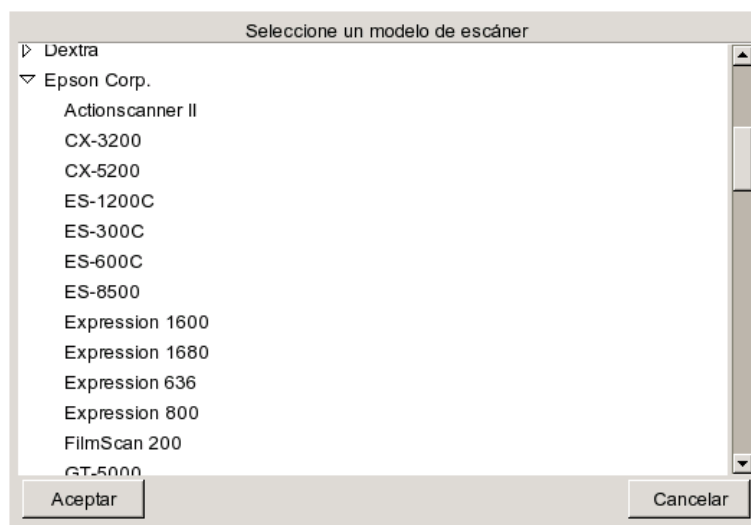 Seleccione un modelo de escáner
Dextra
Epson Corp.
Actionscanner II
CX-3200
CX-5200
ES-1200C
ES-300C
ES-600C
ES-8500
Expression 1600
Expression 1680
Expression 636
Expression 800
FilmScan 200
GT-5000
Aceptar
Cancelar